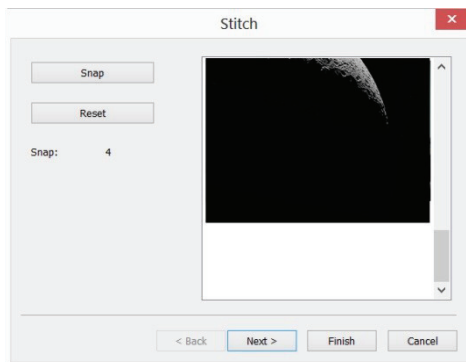 Stitch
Snap
Reset
Snap: 4
< Back Next > Finish Cancel